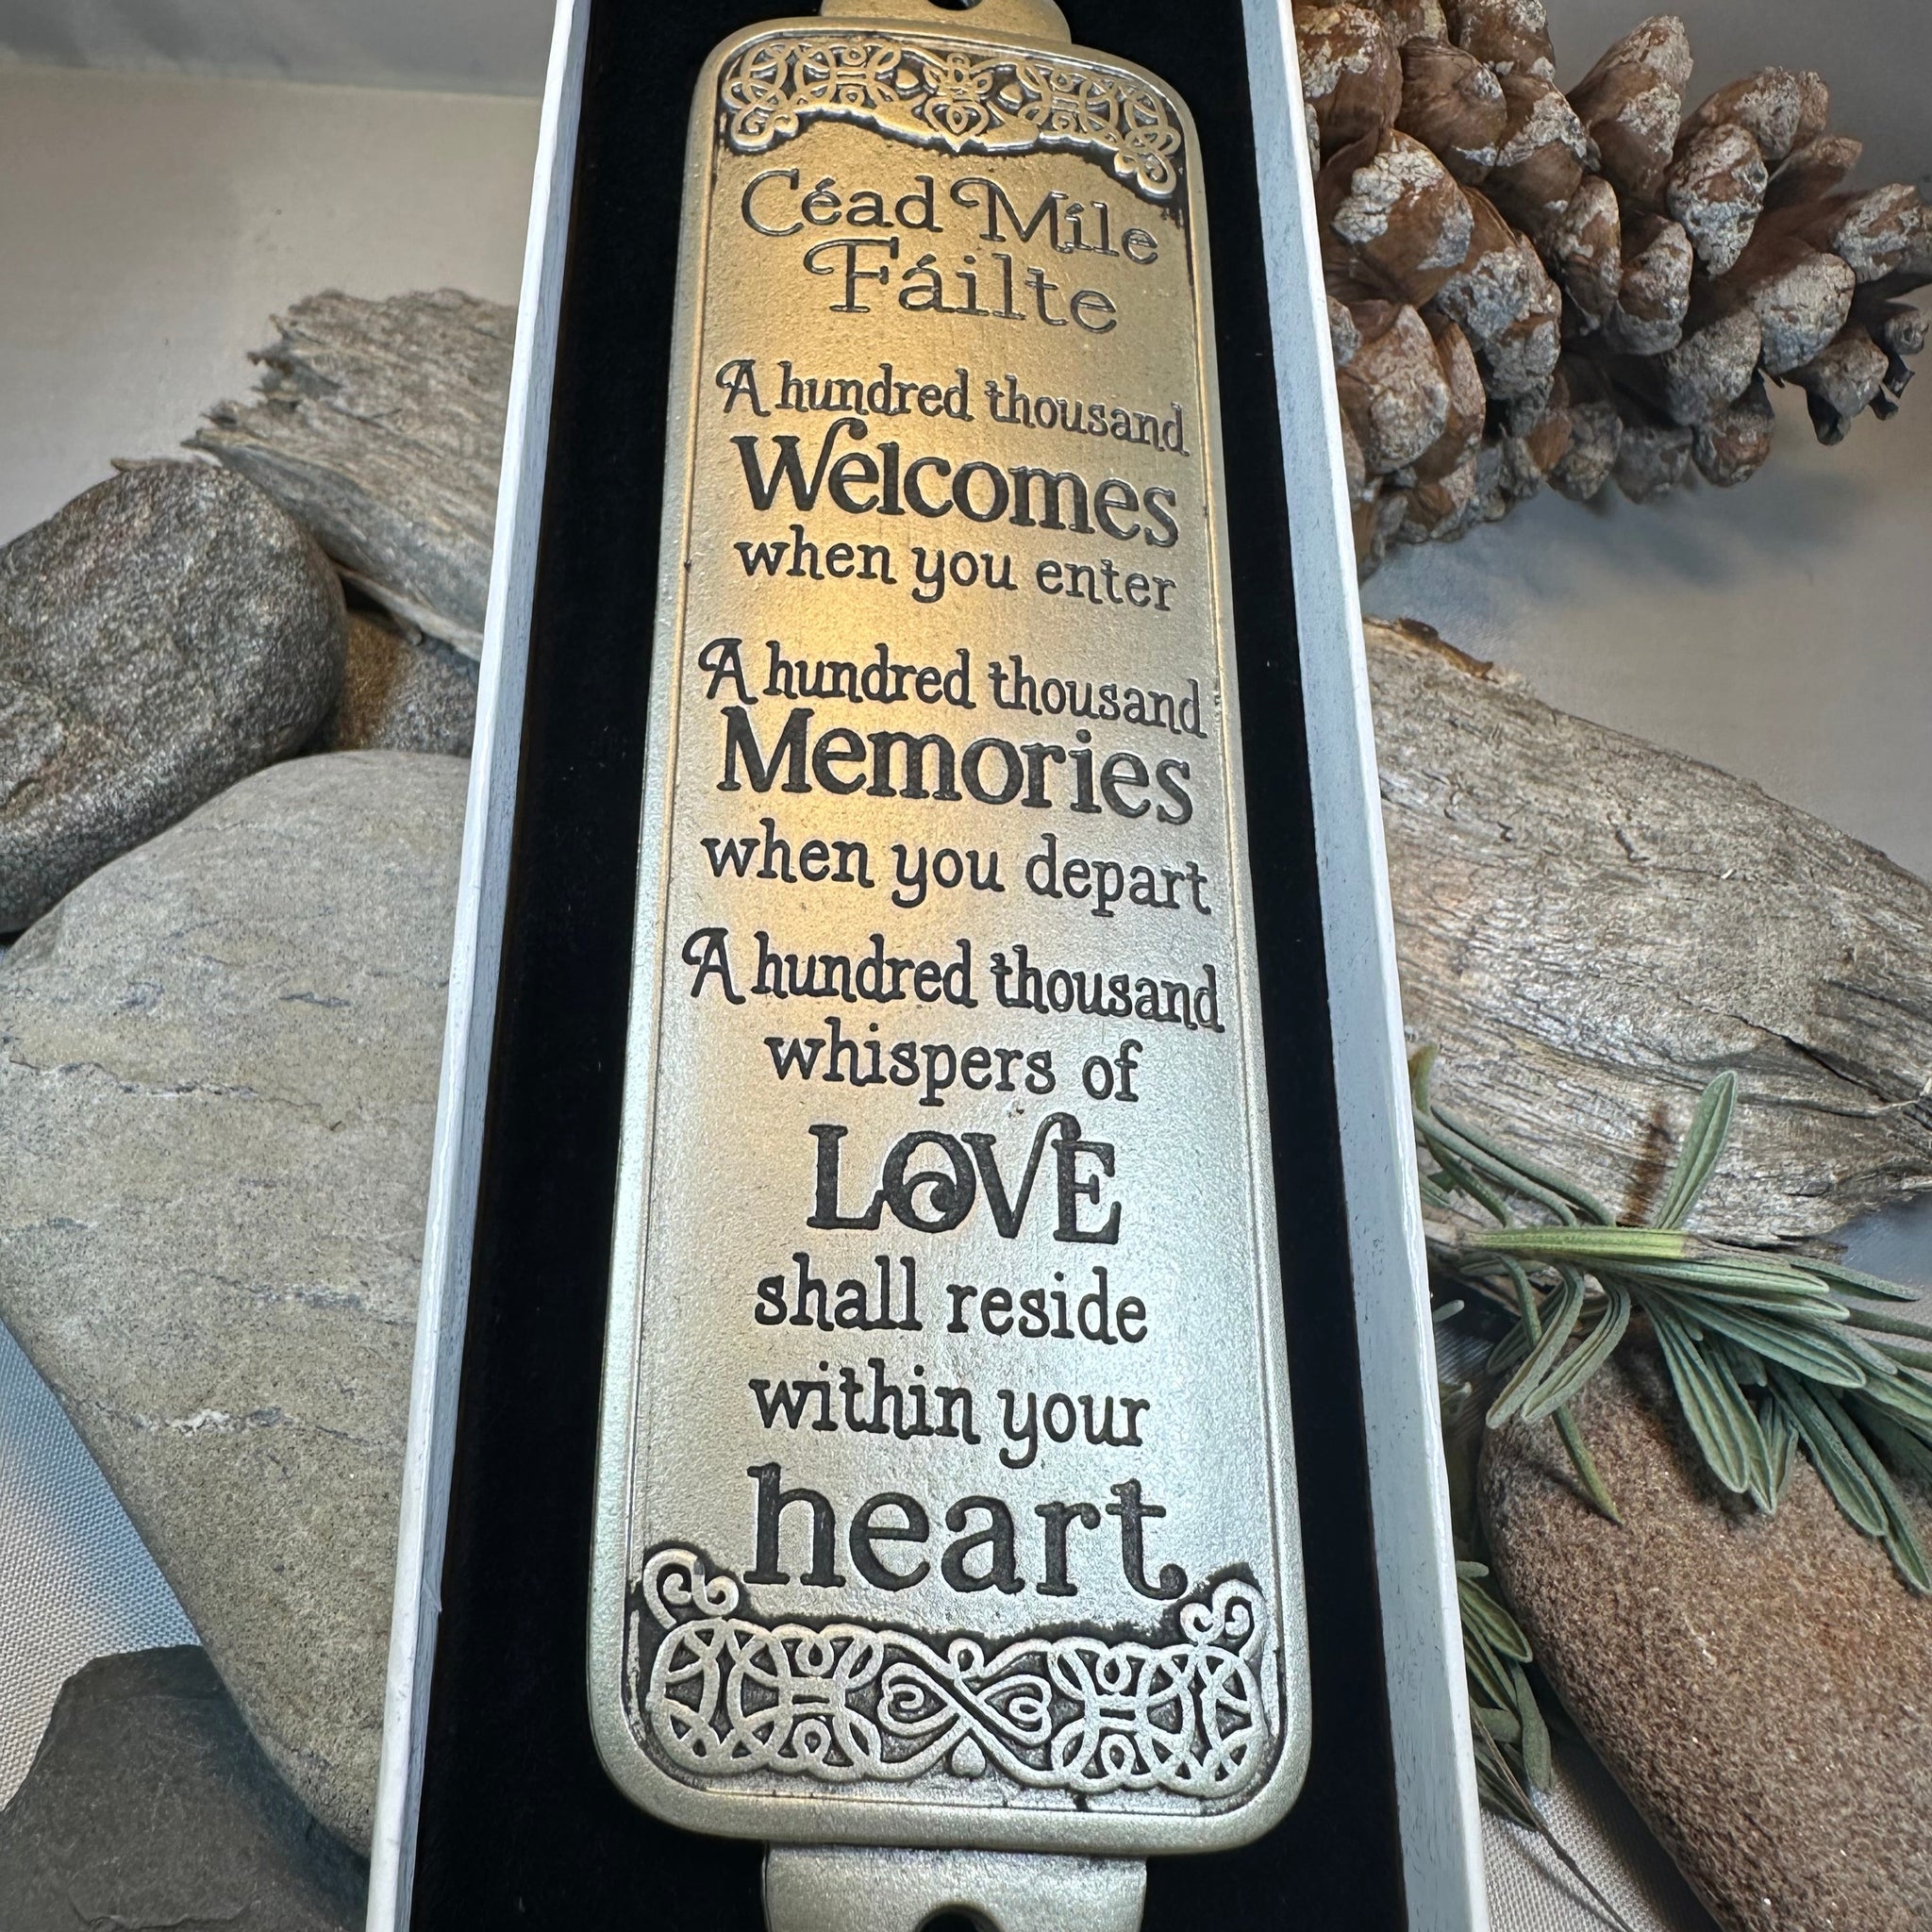 Céad Míle
Fáilte
A hundred thousand
Welcomes
when you enter
A hundred thousand
Memories
when you depart
A hundred thousand
whispers of
LOVE
shall reside
within your
heart